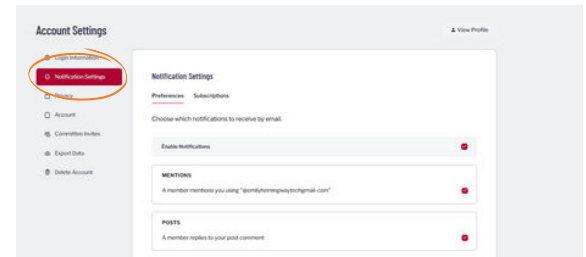 Account Settings
View Profile
Login Information
Notification Settings
Privacy
Account
Committee Invites
Export Data
Delete Account
Notification Settings
Preferences Subscriptions
Choose which notifications to receive by email.
Enable Notifications
MENTIONS
A member mentions you using "@emilyhemingwaytechgmail-com"
POSTS
A member replies to your post comment